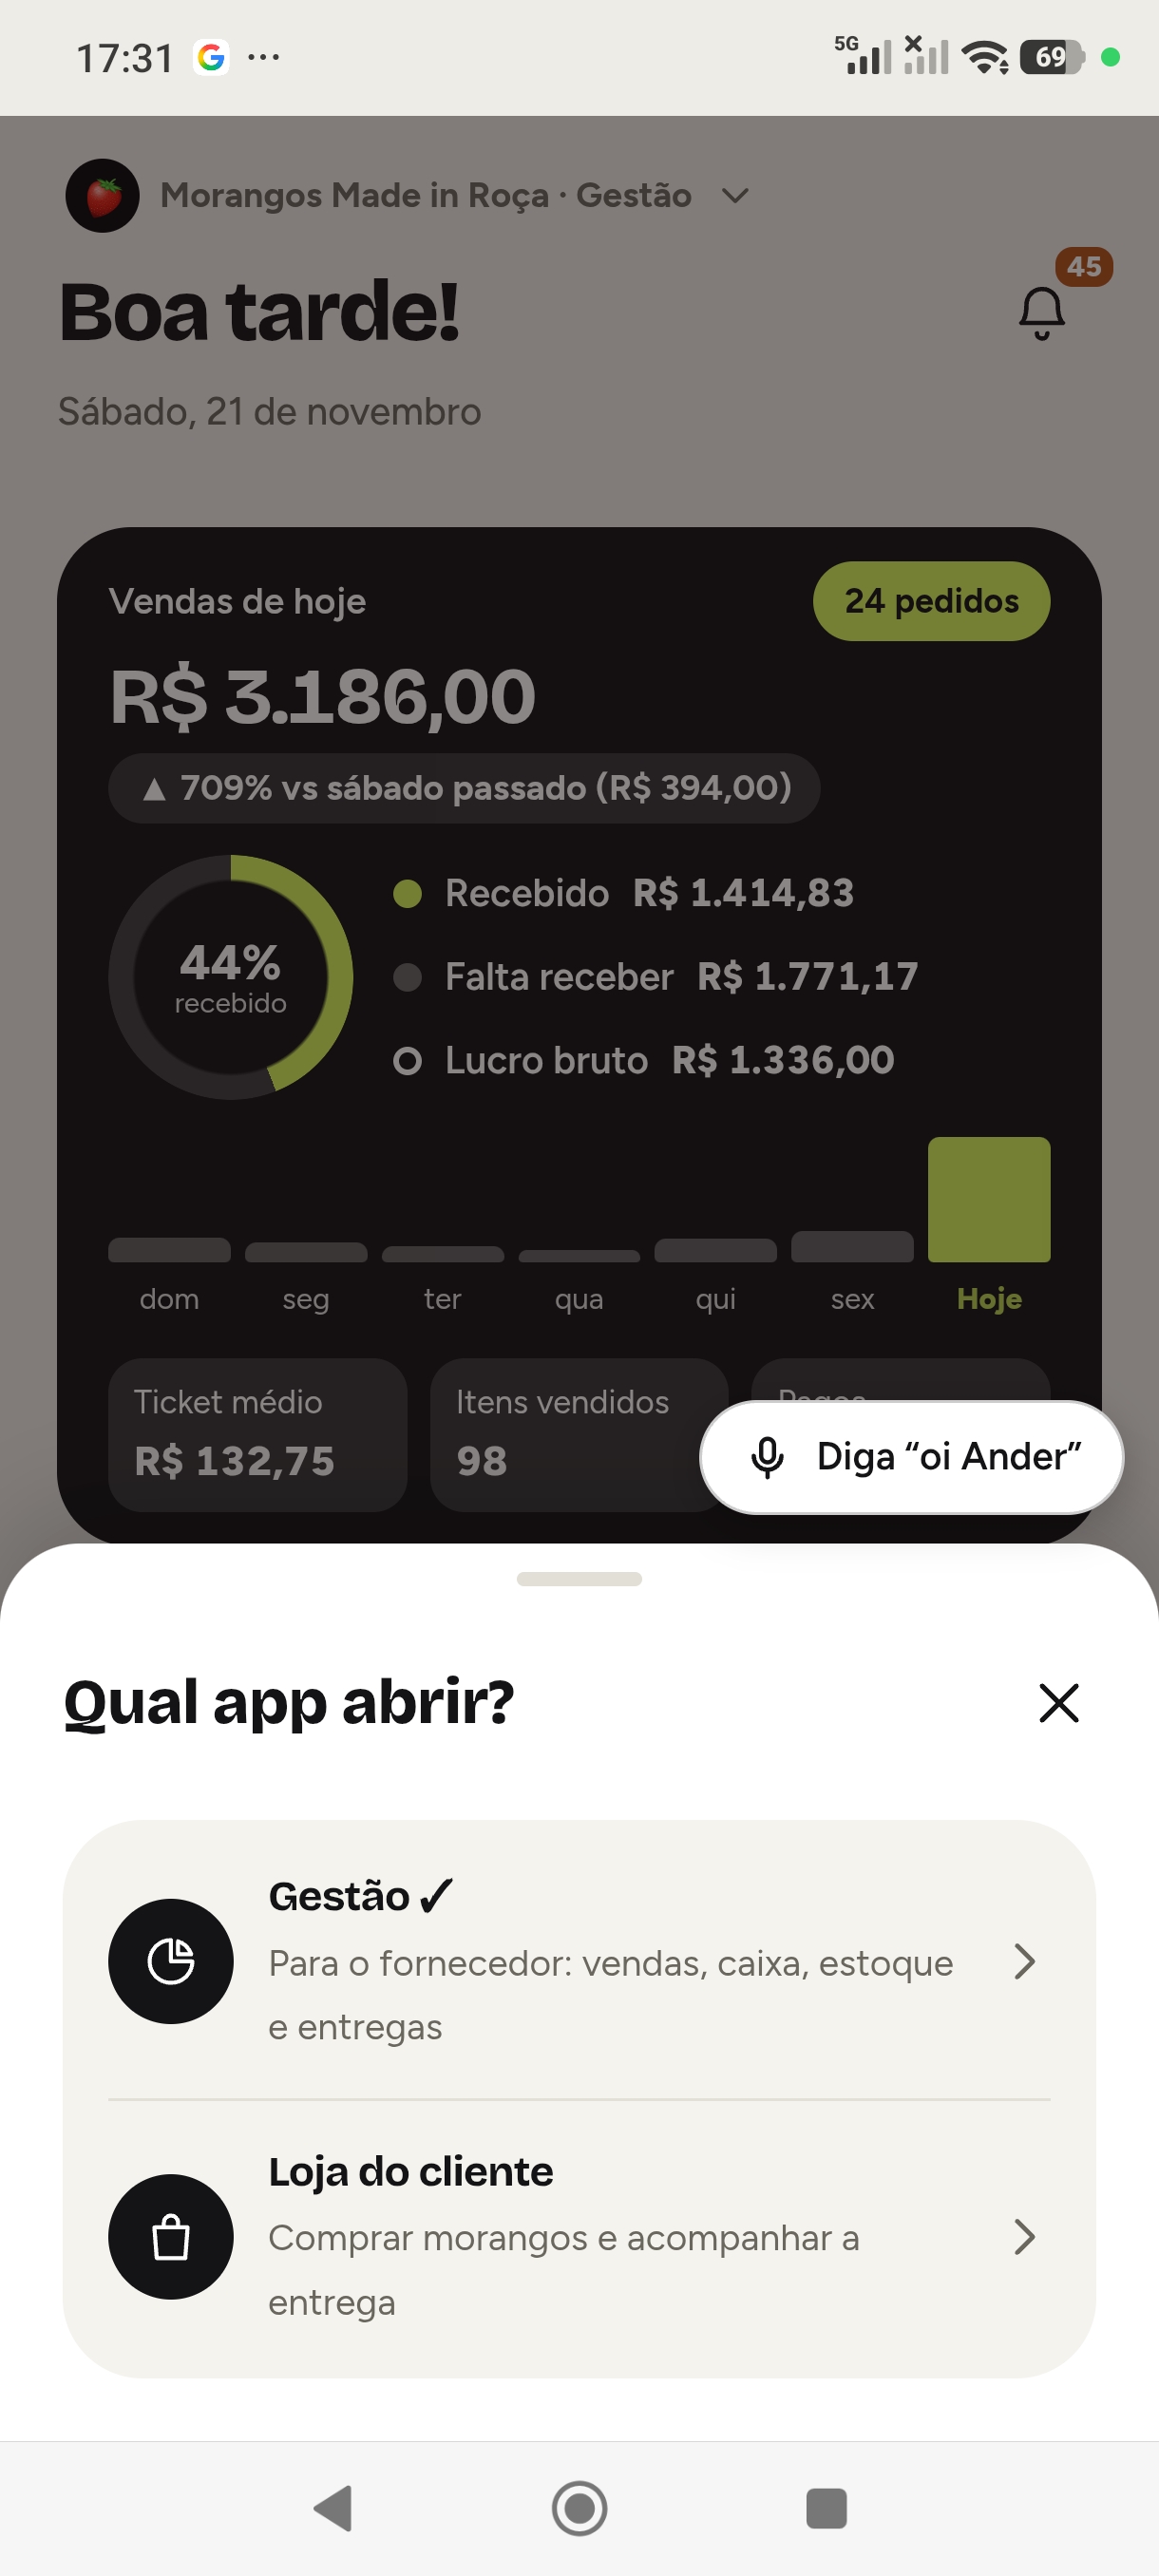 17:31
5G
69
Morangos Made in Roça · Gestão
45
Boa tarde!
Sábado, 21 de novembro
Vendas de hoje
24 pedidos
R$ 3.186,00
▲ 709% vs sábado passado (R$ 394,00)
44%
recebido
Recebido R$ 1.414,83
Falta receber R$ 1.771,17
Lucro bruto R$ 1.336,00
dom seg ter qua qui sex Hoje
Ticket médio
R$ 132,75
Itens vendidos
98
Diga “oi Ander”
Qual app abrir?
Gestão ✓
Para o fornecedor: vendas, caixa, estoque
e entregas
Loja do cliente
Comprar morangos e acompanhar a
entrega